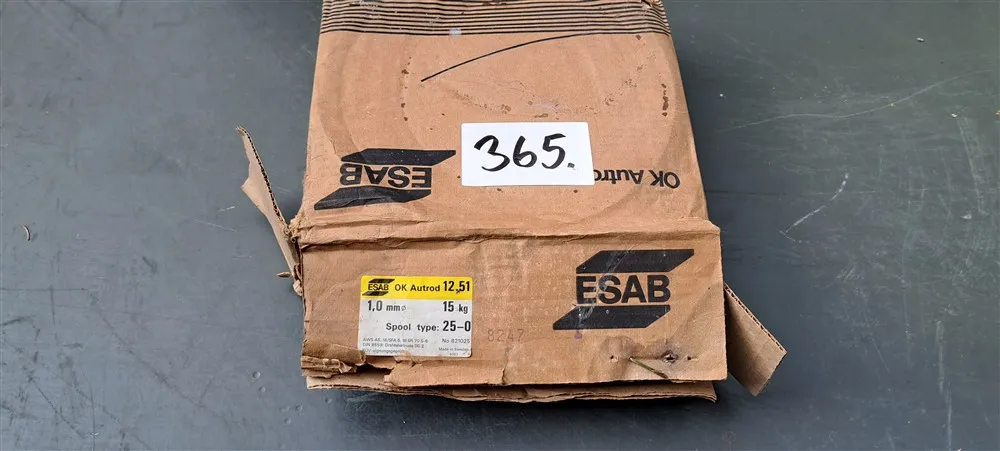 365.
ESAB
OK Autro
ESAB
ESAB OK Autrod 12.51
1,0 mm⌀ 15 kg
Spool type: 25-0
No 821025
8247